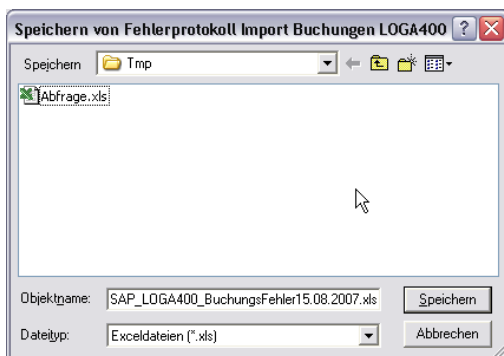 Speichern von Fehlerprotokoll Import Buchungen LOGA400
Speichern Tmp
Abfrage.xls
Objektname: SAP_LOGA400_BuchungsFehler15.08.2007.xls Speichern
Dateityp: Exceldateien (*.xls) Abbrechen